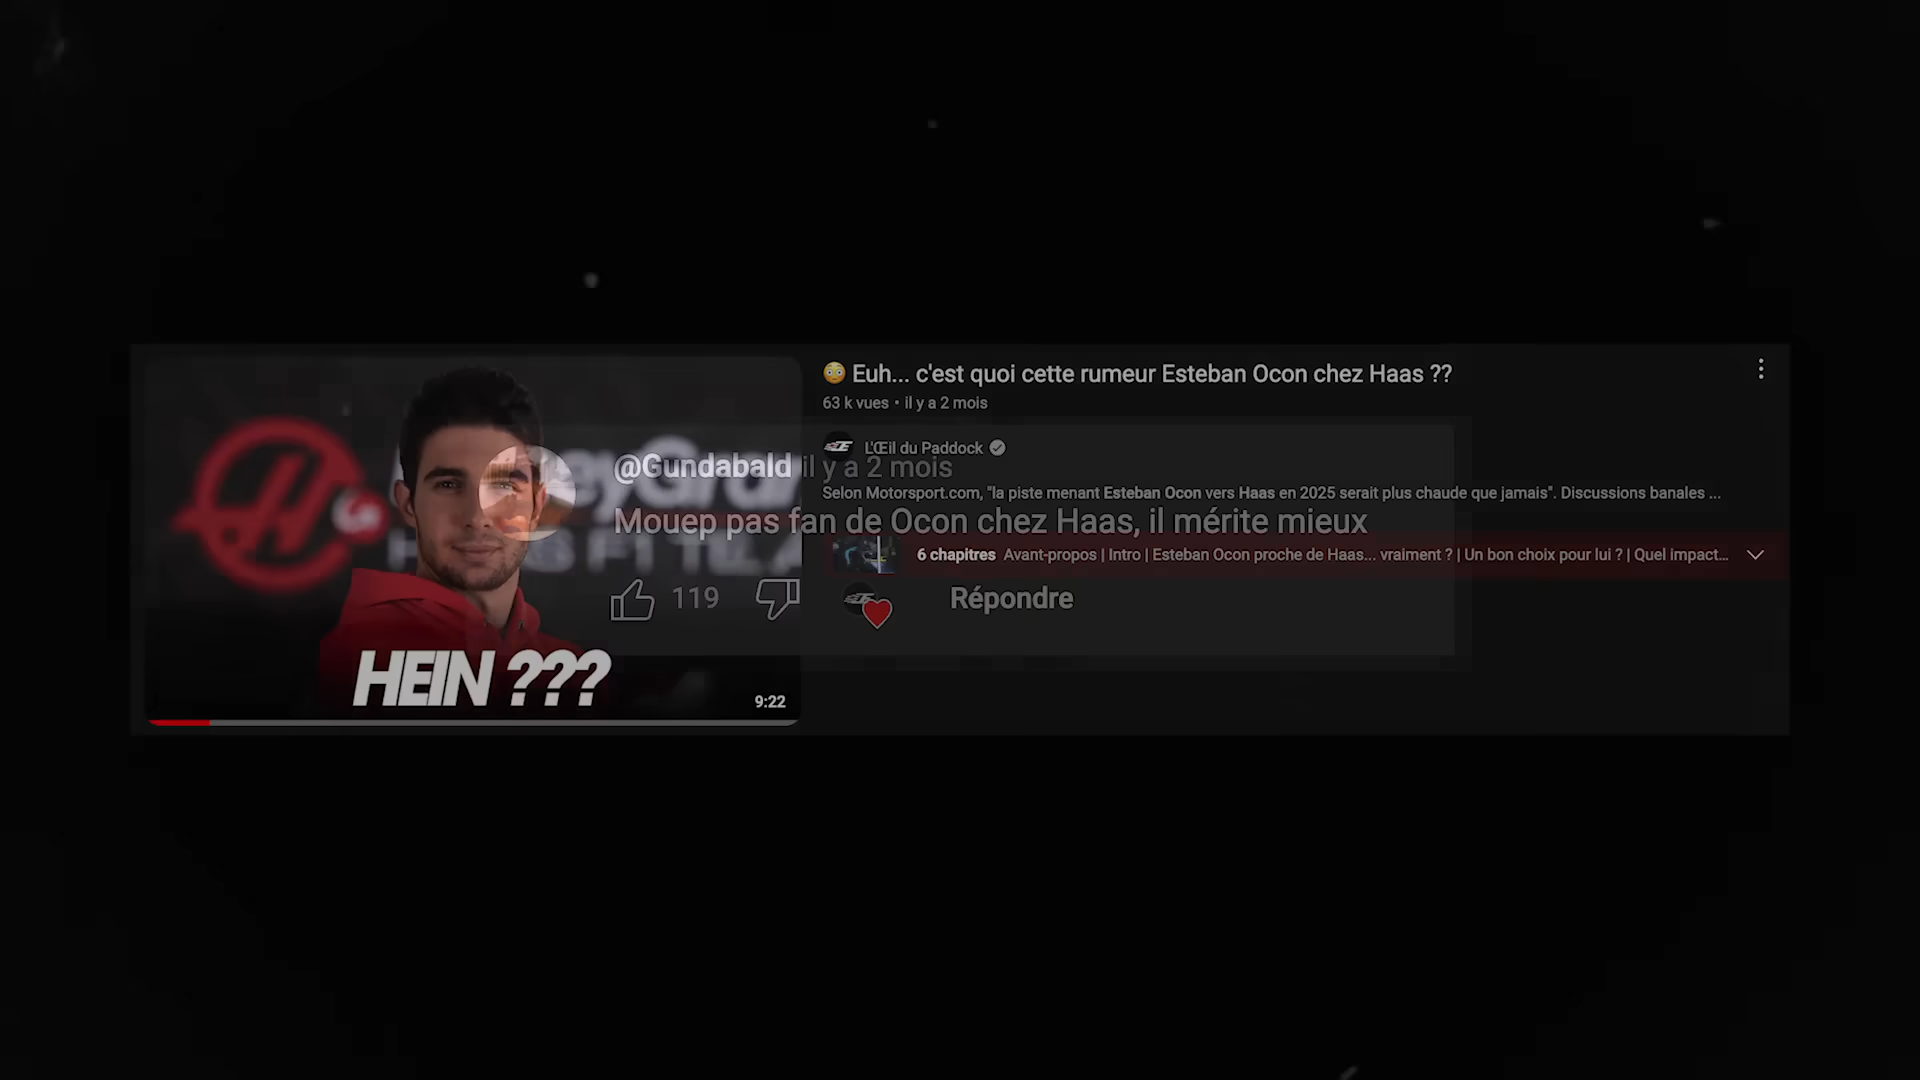 😳 Euh... c'est quoi cette rumeur Esteban Ocon chez Haas ??
63 k vues • il y a 2 mois
L'Œil du Paddock
@Gundabald il y a 2 mois
Selon Motorsport.com, "la piste menant Esteban Ocon vers Haas en 2025 serait plus chaude que jamais". Discussions banales ...
Mouep pas fan de Ocon chez Haas, il mérite mieux
6 chapitres Avant-propos | Intro | Esteban Ocon proche de Haas... vraiment ? | Un bon choix pour lui ? | Quel impact...
119
Répondre
HEIN ???
9:22